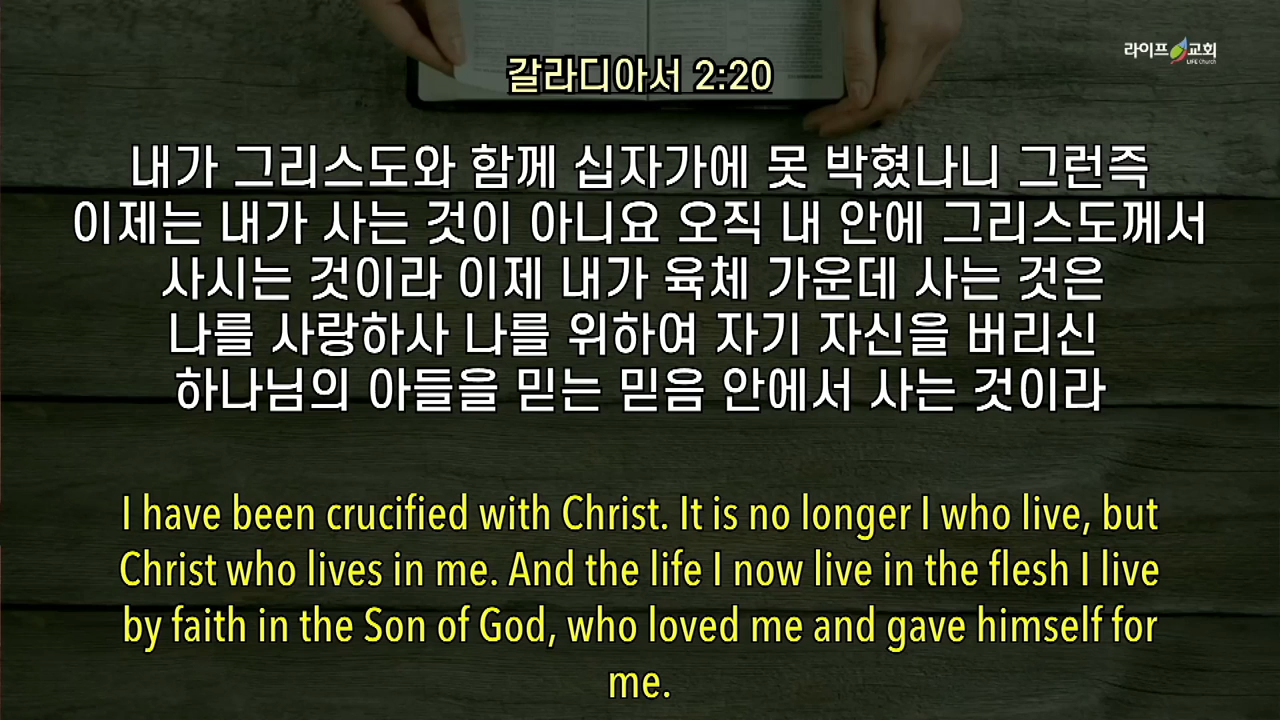 라이프교회
LIFE Church
갈라디아서 2:20
내가 그리스도와 함께 십자가에 못 박혔나니 그런즉
이제는 내가 사는 것이 아니요 오직 내 안에 그리스도께서
사시는 것이라 이제 내가 육체 가운데 사는 것은
나를 사랑하사 나를 위하여 자기 자신을 버리신
하나님의 아들을 믿는 믿음 안에서 사는 것이라
I have been crucified with Christ. It is no longer I who live, but
Christ who lives in me. And the life I now live in the flesh I live
by faith in the Son of God, who loved me and gave himself for
me.